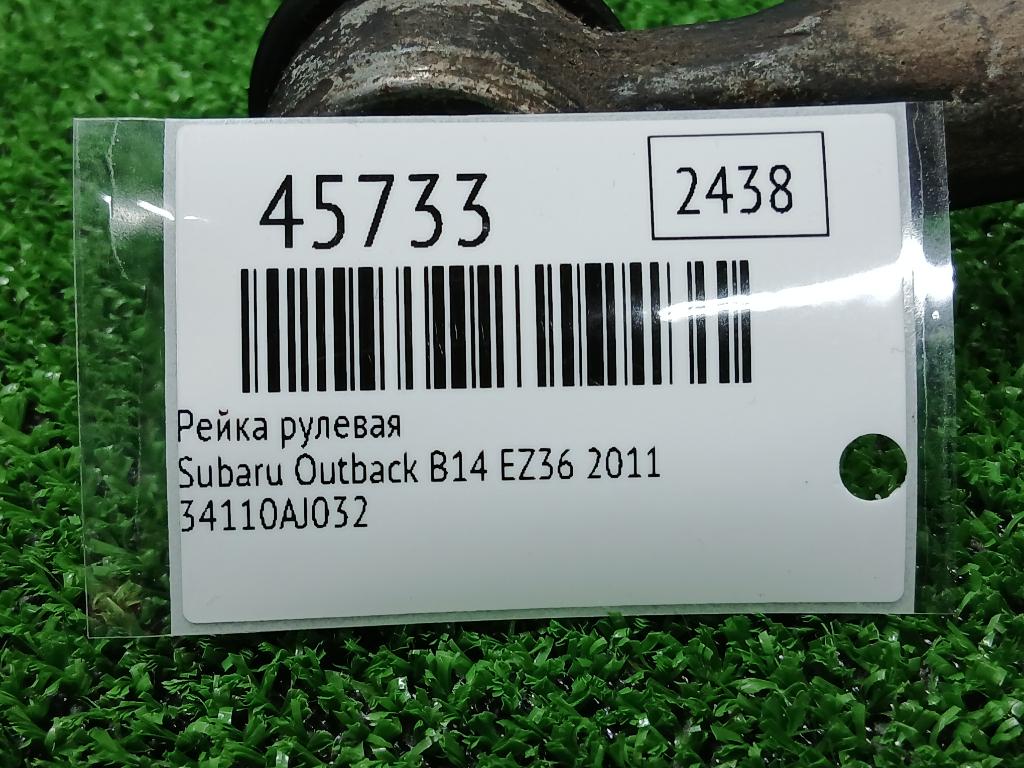 45733
2438
Рейка рулевая
Subaru Outback B14 EZ36 2011
34110AJ032